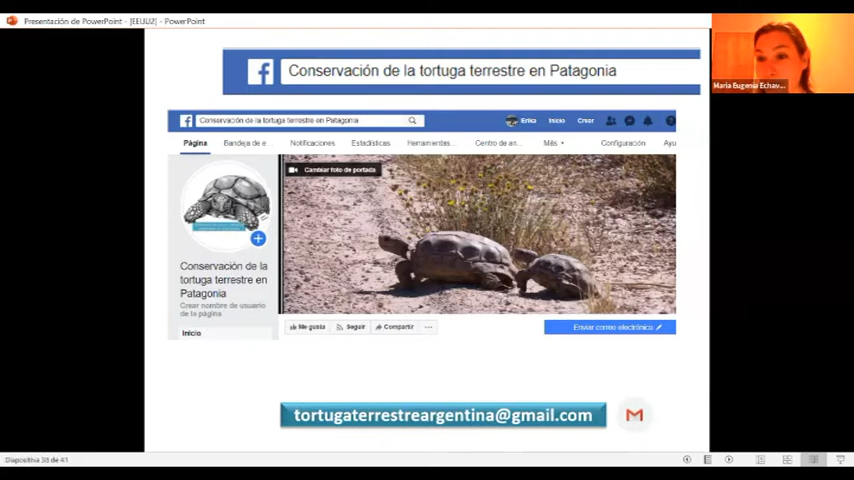 Presentación de PowerPoint - [EEUU2] - PowerPoint
Maria Eugenia Echav...
Conservación de la tortuga terrestre en Patagonia
Conservación de la tortuga terrestre en Patagonia
Erika Inicio Crear
Página Bandeja de e... Notificaciones Estadísticas Herramientas... Centro de an... Más Configuración Ayu
Cambiar foto de portada
Conservación de la
tortuga terrestre en
Patagonia
Crear nombre de usuario
de la página
Inicio
Me gusta Seguir Compartir ...
Enviar correo electrónico
tortugaterrestreargentina@gmail.com
Diapositiva 38 de 41